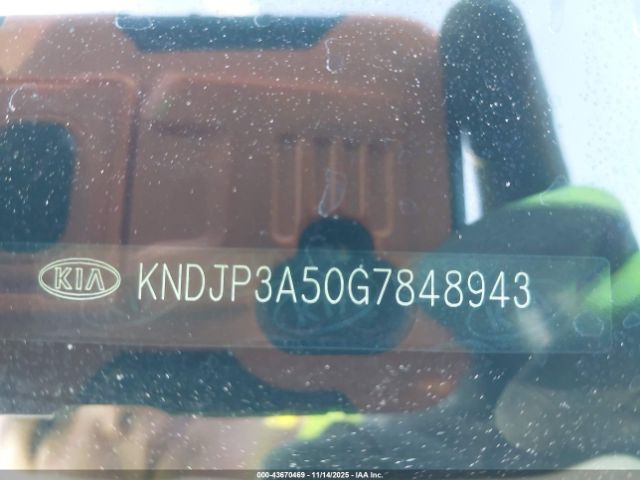 KIA KNDJP3A50G7848943
000-43670469 - 11/14/2025 - IAA Inc.